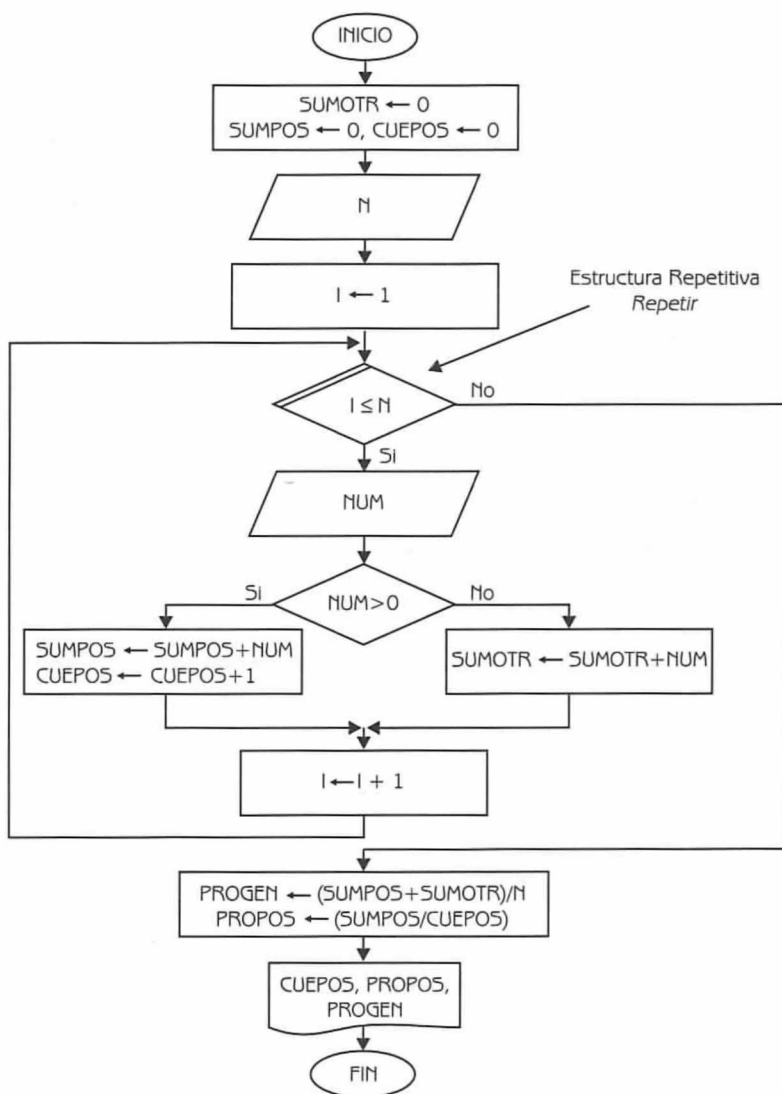 INICIO
SUMOTR ← 0
SUMPOS ← 0, CUEPOS ← 0
N
I ← 1
Estructura Repetitiva
Repetir
I ≤ N
No
Si
NUM
Si
NUM>0
No
SUMPOS ← SUMPOS+NUM
CUEPOS ← CUEPOS+1
SUMOTR ← SUMOTR+NUM
I←I + 1
PROGEN ← (SUMPOS+SUMOTR)/N
PROPOS ← (SUMPOS/CUEPOS)
CUEPOS, PROPOS,
PROGEN
FIN